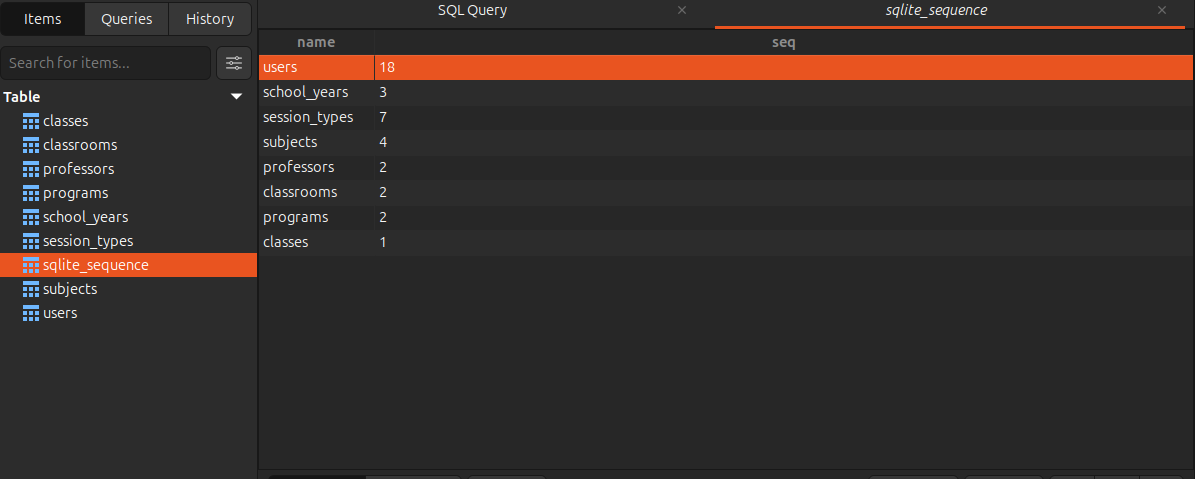 Items Queries History
Search for items...
Table
classes
classrooms
professors
programs
school_years
session_types
sqlite_sequence
subjects
users
SQL Query × sqlite_sequence ×
name seq
users 18
school_years 3
session_types 7
subjects 4
professors 2
classrooms 2
programs 2
classes 1